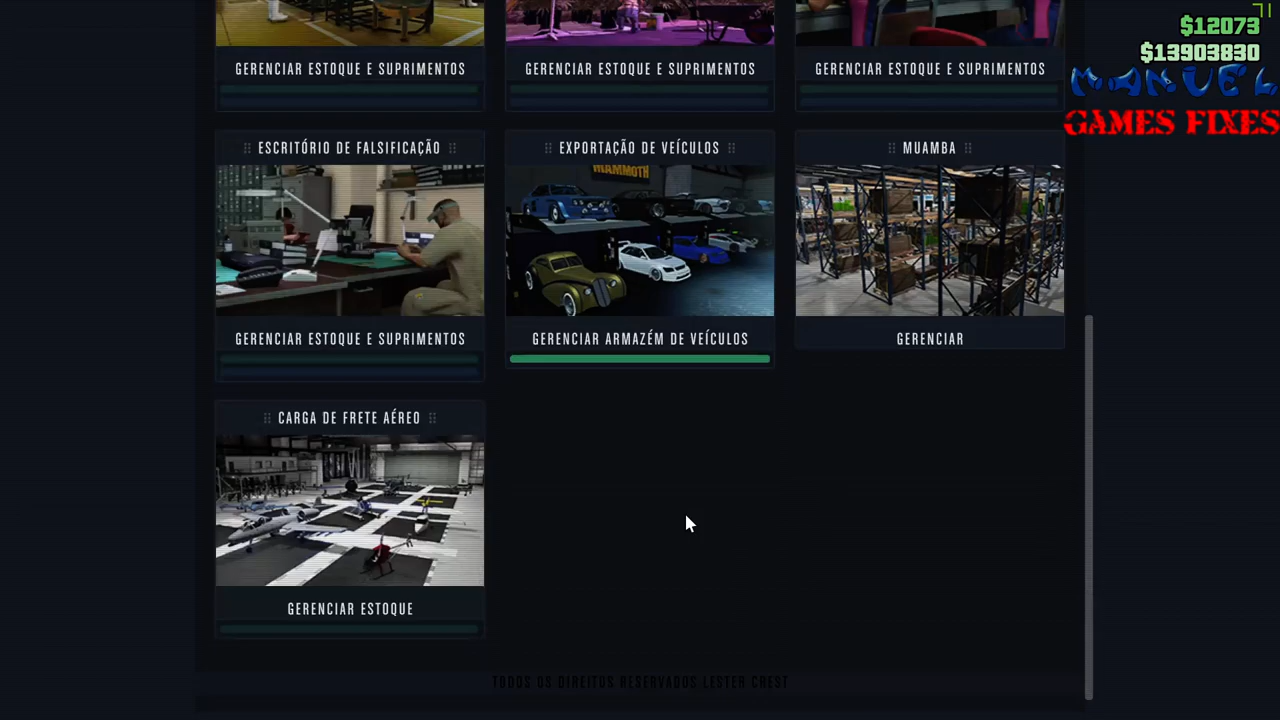 $12073
$13903830
MANUEL
GAMES FIXES
GERENCIAR ESTOQUE E SUPRIMENTOS
GERENCIAR ESTOQUE E SUPRIMENTOS
GERENCIAR ESTOQUE E SUPRIMENTOS
ESCRITÓRIO DE FALSIFICAÇÃO
EXPORTAÇÃO DE VEÍCULOS
MUAMBA
MAMMOTH
GERENCIAR ESTOQUE E SUPRIMENTOS
GERENCIAR ARMAZÉM DE VEÍCULOS
GERENCIAR
CARGA DE FRETE AÉREO
GERENCIAR ESTOQUE
TODOS OS DIREITOS RESERVADOS LESTER CREST